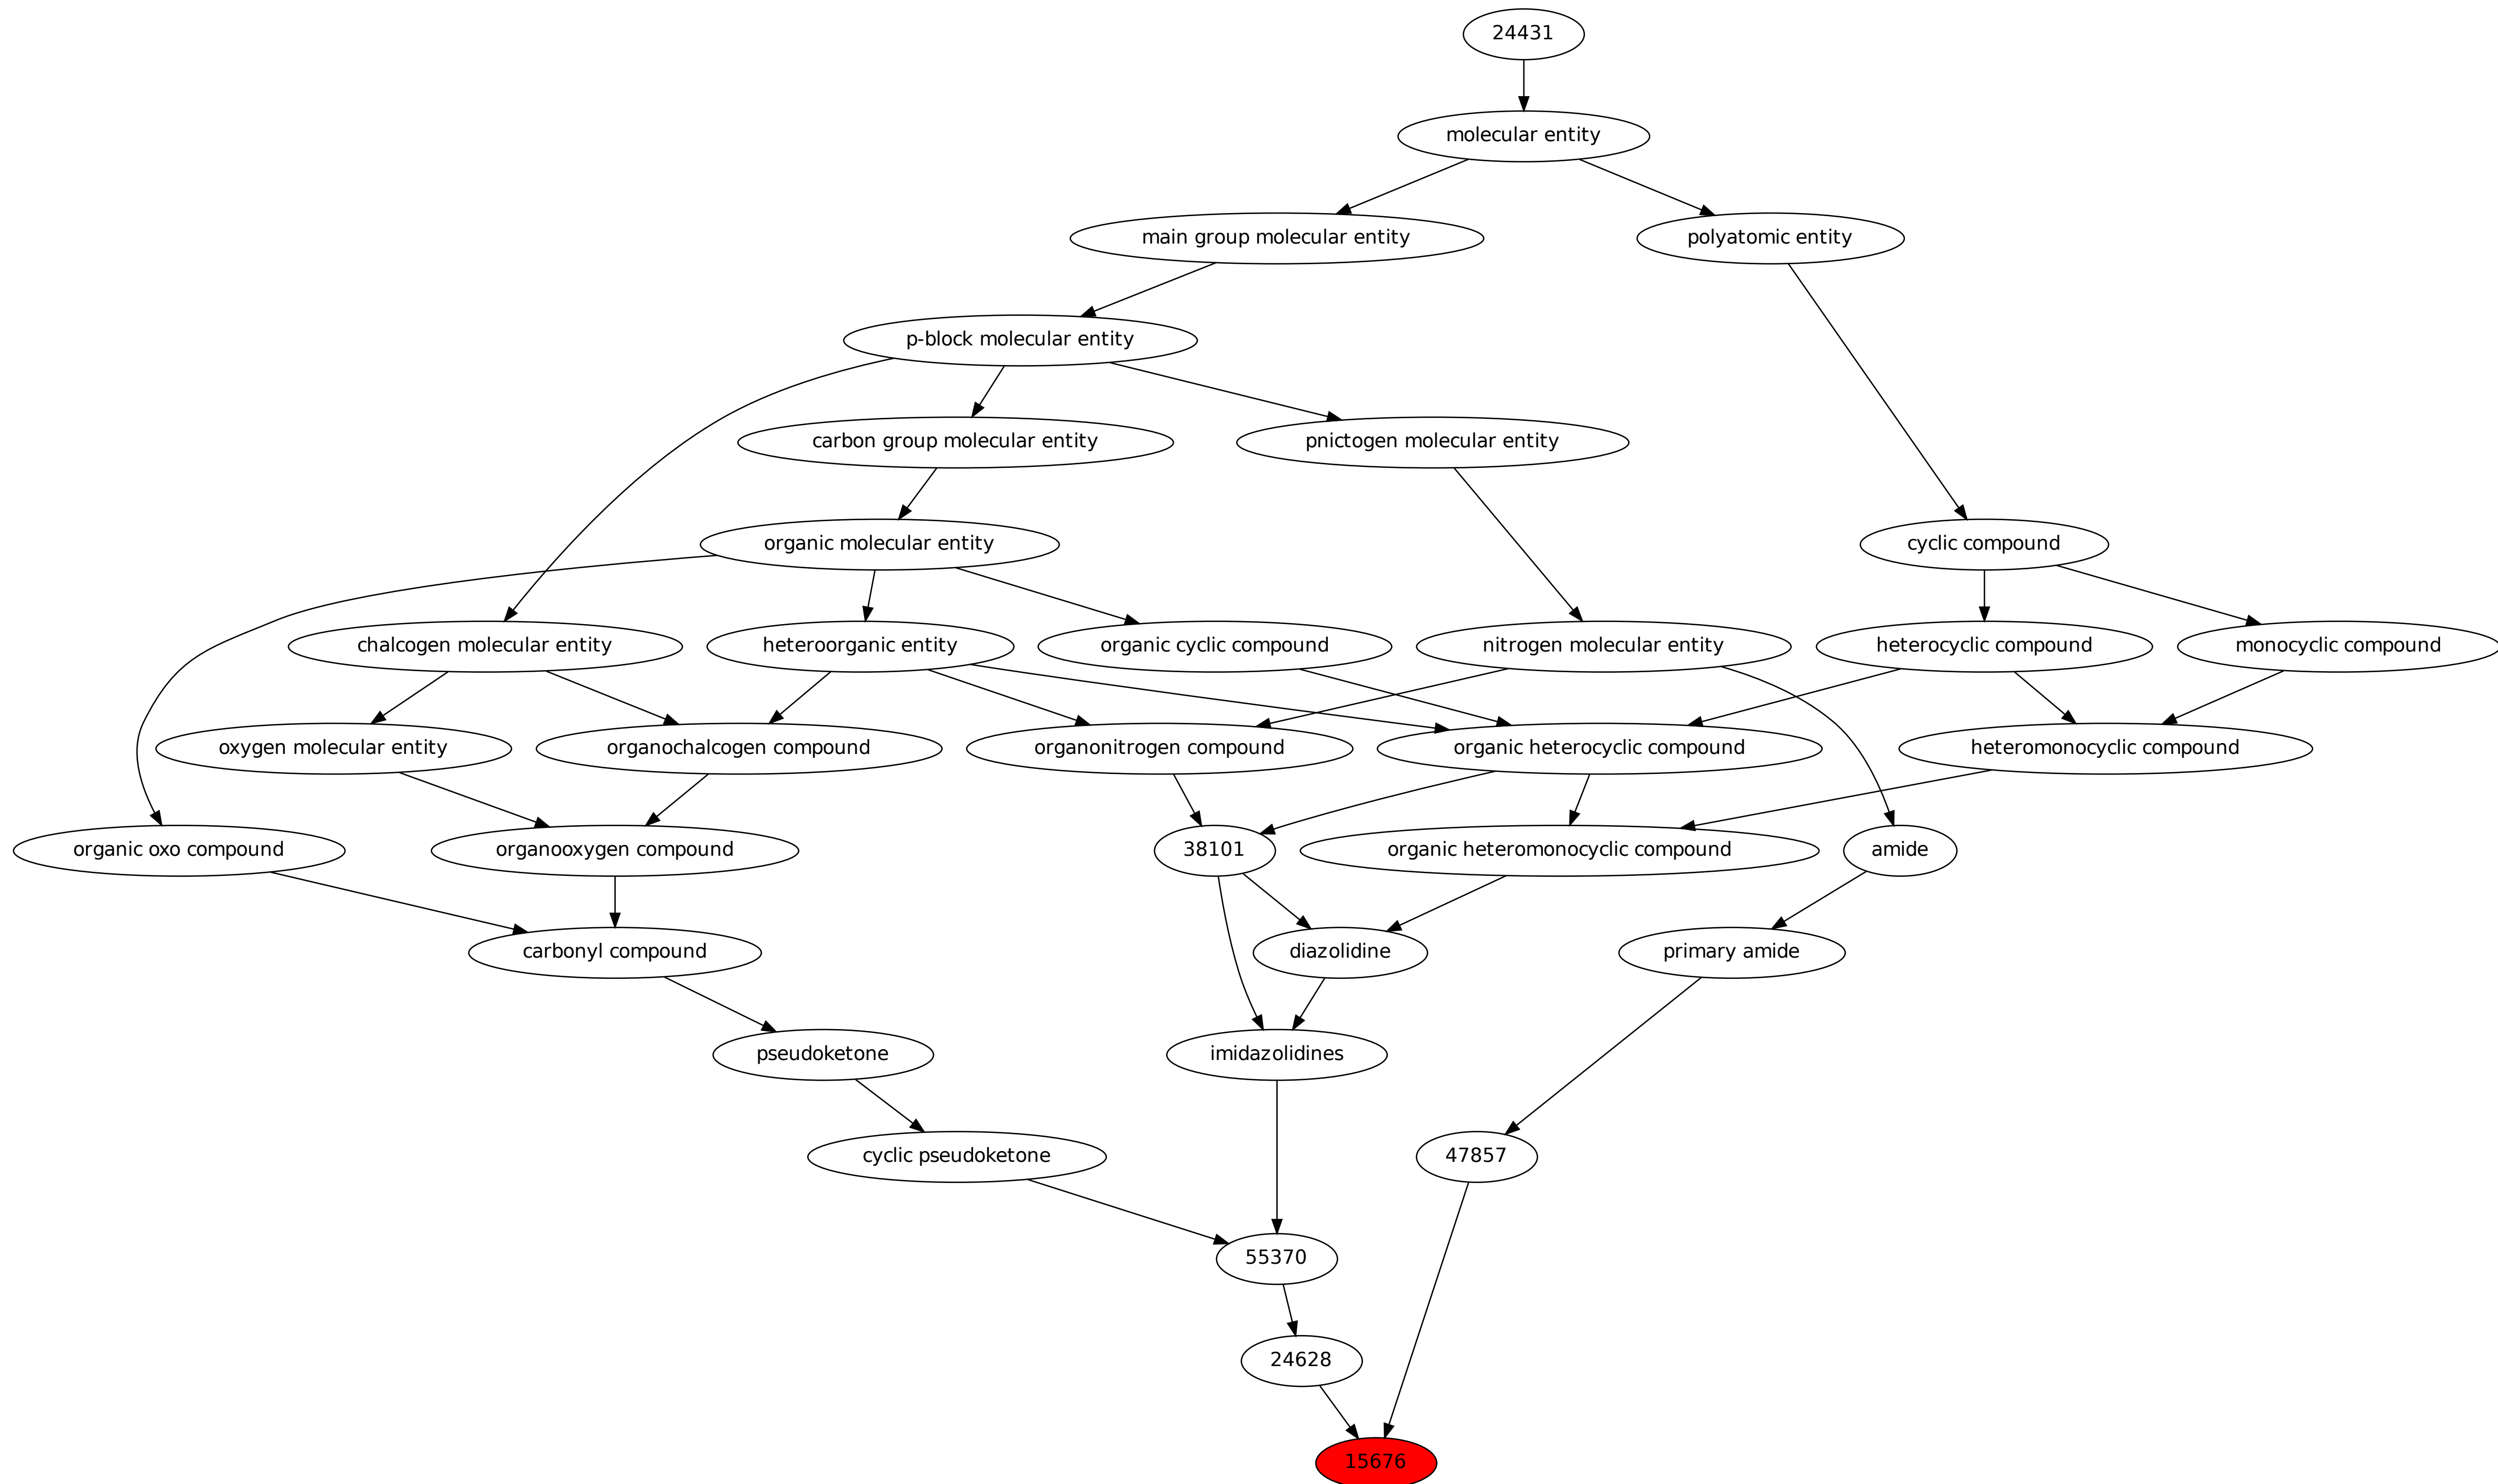 24431
molecular entity
main group molecular entity
polyatomic entity
p-block molecular entity
carbon group molecular entity
pnictogen molecular entity
organic molecular entity
cyclic compound
chalcogen molecular entity
heteroorganic entity
organic cyclic compound
nitrogen molecular entity
heterocyclic compound
monocyclic compound
oxygen molecular entity
organochalcogen compound
organonitrogen compound
organic heterocyclic compound
heteromonocyclic compound
organic oxo compound
organooxygen compound
38101
organic heteromonocyclic compound
amide
carbonyl compound
diazolidine
primary amide
pseudoketone
imidazolidines
cyclic pseudoketone
47857
55370
24628
15676